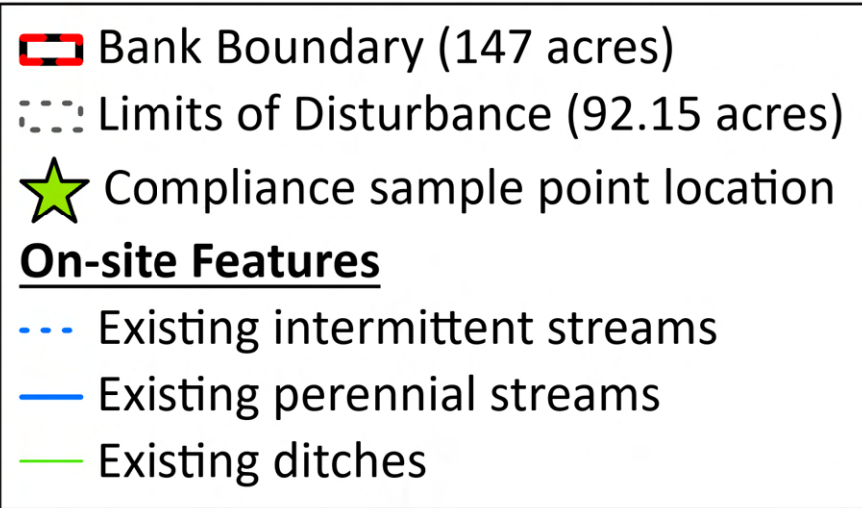 Bank Boundary (147 acres)
Limits of Disturbance (92.15 acres)
Compliance sample point location
On-site Features
Existing intermittent streams
Existing perennial streams
Existing ditches